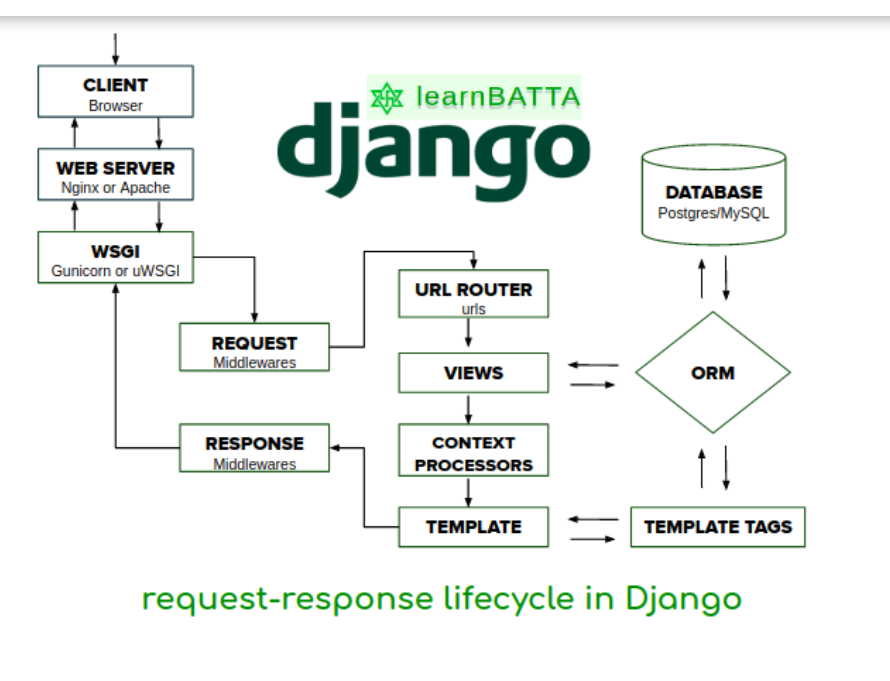 CLIENT
Browser
learnBATTA
django
WEB SERVER
Nginx or Apache
DATABASE
Postgres/MySQL
WSGI
Gunicorn or uWSGI
URL ROUTER
urls
REQUEST
Middlewares
VIEWS
ORM
RESPONSE
Middlewares
CONTEXT
PROCESSORS
TEMPLATE
TEMPLATE TAGS
request-response lifecycle in Django